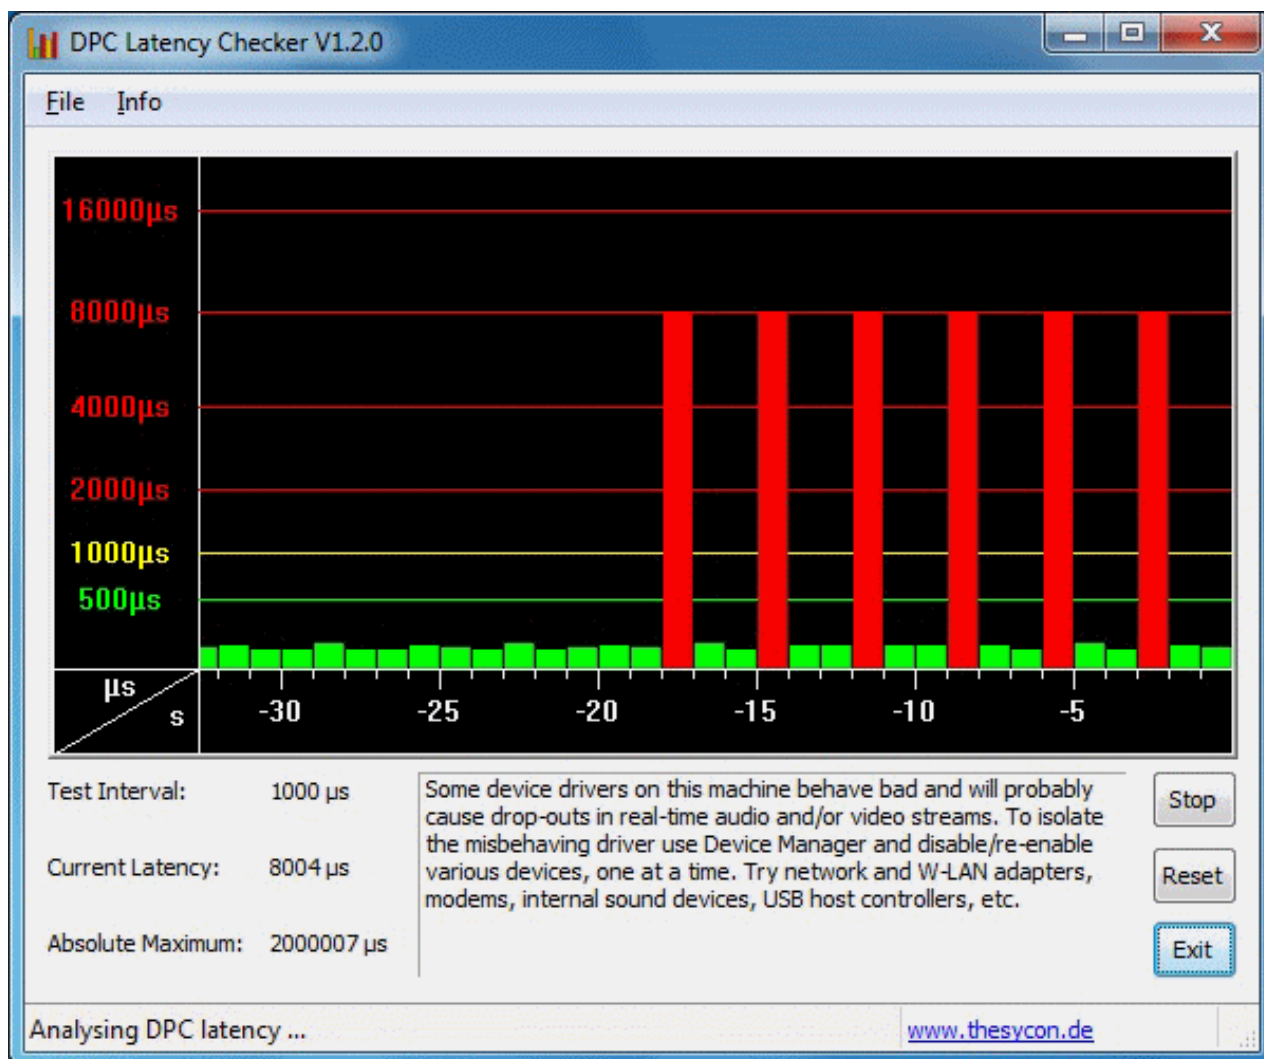 DPC Latency Checker V1.2.0
File Info
16000µs
8000µs
4000µs
2000µs
1000µs
500µs
µs
s
-30 -25 -20 -15 -10 -5
Test Interval: 1000 µs
Current Latency: 8004 µs
Absolute Maximum: 2000007 µs
Some device drivers on this machine behave bad and will probably
cause drop-outs in real-time audio and/or video streams. To isolate
the misbehaving driver use Device Manager and disable/re-enable
various devices, one at a time. Try network and W-LAN adapters,
modems, internal sound devices, USB host controllers, etc.
Stop
Reset
Exit
Analysing DPC latency ...
www.thesycon.de